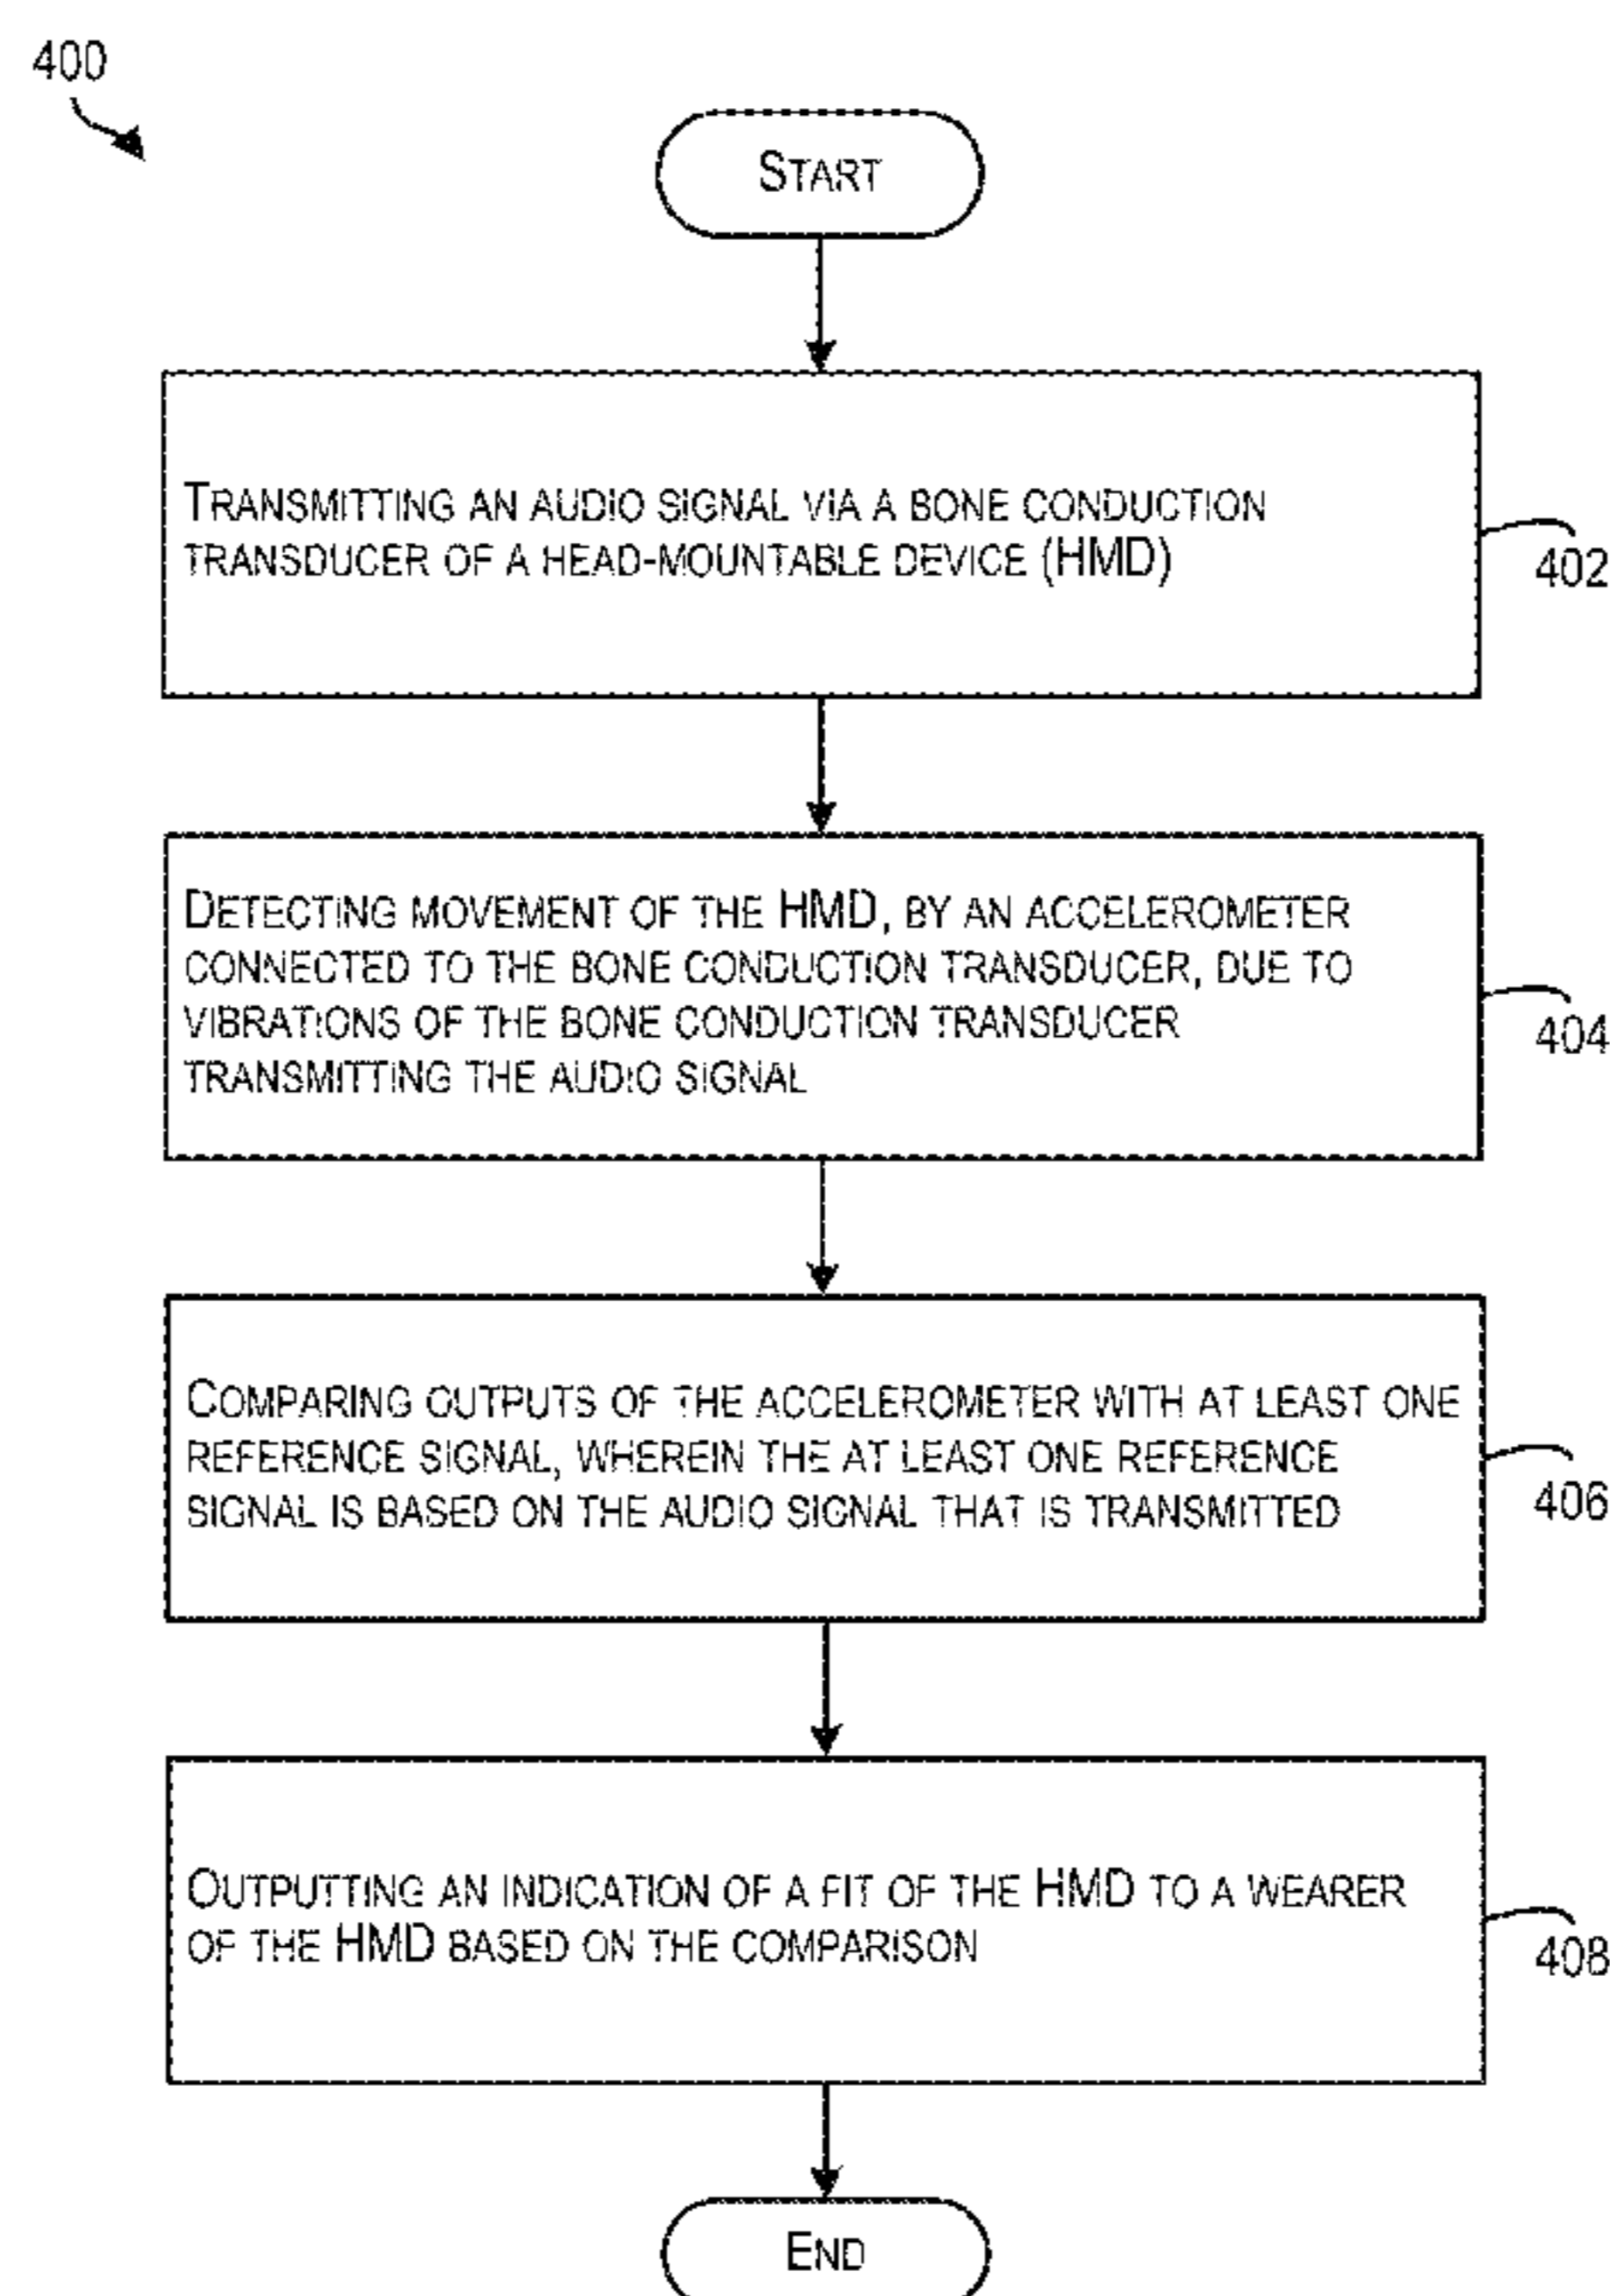 400
START
TRANSMITTING AN AUDIO SIGNAL VIA A BONE CONDUCTION
TRANSDUCER OF A HEAD-MOUNTABLE DEVICE (HMD)
402
DETECTING MOVEMENT OF THE HMD, BY AN ACCELEROMETER
CONNECTED TO THE BONE CONDUCTION TRANSDUCER, DUE TO
VIBRATIONS OF THE BONE CONDUCTION TRANSDUCER
TRANSMITTING THE AUDIO SIGNAL
404
COMPARING OUTPUTS OF THE ACCELEROMETER WITH AT LEAST ONE
REFERENCE SIGNAL, WHEREIN THE AT LEAST ONE REFERENCE
SIGNAL IS BASED ON THE AUDIO SIGNAL THAT IS TRANSMITTED
406
OUTPUTTING AN INDICATION OF A FIT OF THE HMD TO A WEARER
OF THE HMD BASED ON THE COMPARISON
408
END